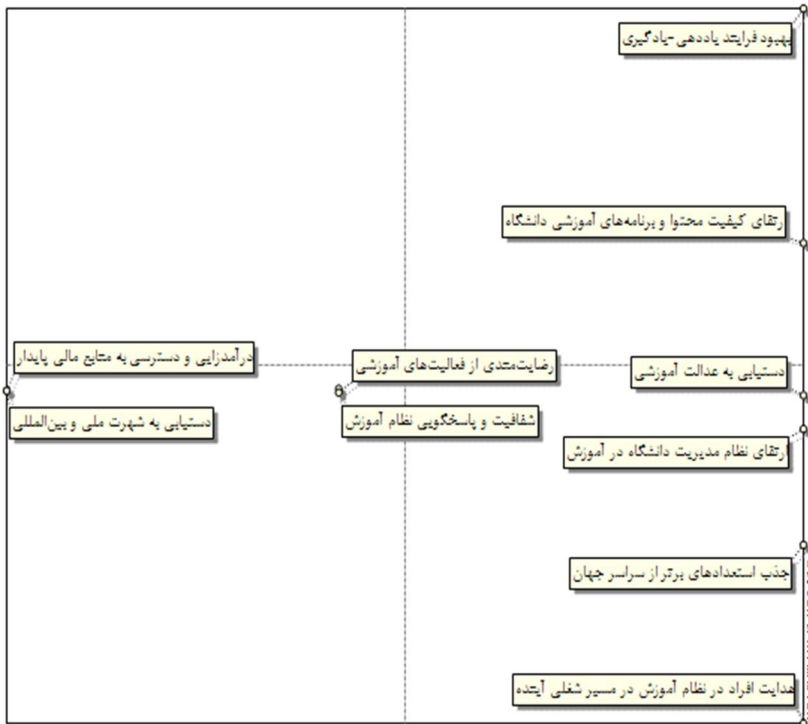 بهبود فرایند یاددهی-یادگیری
ارتقای کیفیت محتوا و برنامه‌های آموزشی دانشگاه
درآمدزایی و دسترسی به منابع مالی پایدار
رضایت‌مندی از فعالیت‌های آموزشی
دستیابی به عدالت آموزشی
دستیابی به شهرت ملی و بین‌المللی
شفافیت و پاسخگویی نظام آموزش
ارتقای نظام مدیریت دانشگاه در آموزش
جذب استعدادهای برتر از سراسر جهان
هدایت افراد در نظام آموزش در مسیر شغلی آینده